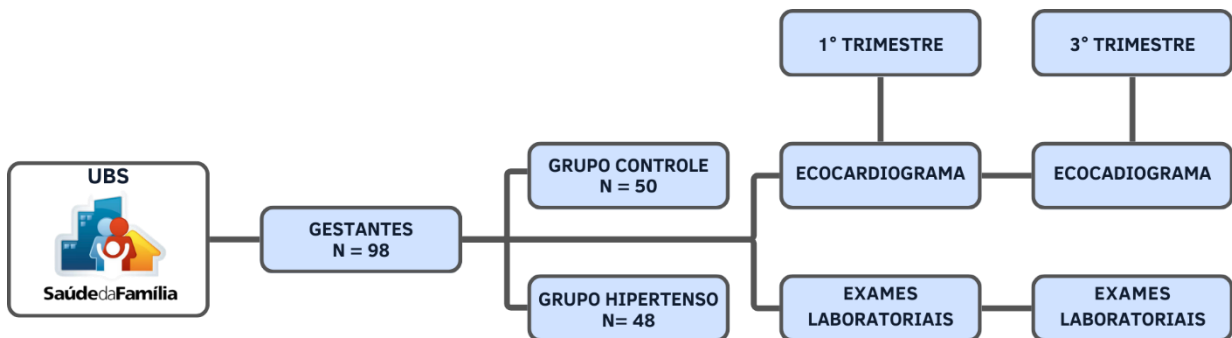 1° TRIMESTRE
3° TRIMESTRE
UBS
SaúdedaFamília
GESTANTES
N = 98
GRUPO CONTROLE
N = 50
GRUPO HIPERTENSO
N= 48
ECOCARDIOGRAMA
ECOCADIOGRAMA
EXAMES
LABORATORIAIS
EXAMES
LABORATORIAIS